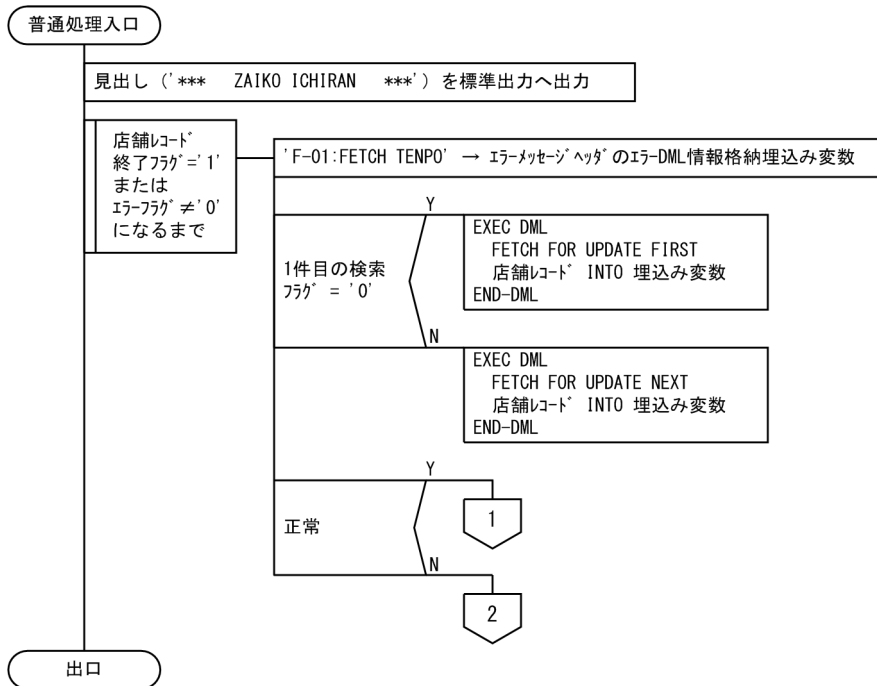 普通処理入口
見出し（'***　ZAIKO ICHIRAN　***'）を標準出力へ出力
店舗ﾚｺｰﾄﾞ
終了ﾌﾗｸﾞ='1'
または
ｴﾗｰﾌﾗｸﾞ≠'0'
になるまで
'F-01:FETCH TENPO' → ｴﾗｰﾒｯｾｰｼﾞﾍｯﾀﾞのｴﾗｰDML情報格納埋込み変数
1件目の検索
ﾌﾗｸﾞ = '0'
Y
EXEC DML
FETCH FOR UPDATE FIRST
店舗ﾚｺｰﾄﾞ INTO 埋込み変数
END-DML
N
EXEC DML
FETCH FOR UPDATE NEXT
店舗ﾚｺｰﾄﾞ INTO 埋込み変数
END-DML
正常
Y
1
N
2
出口